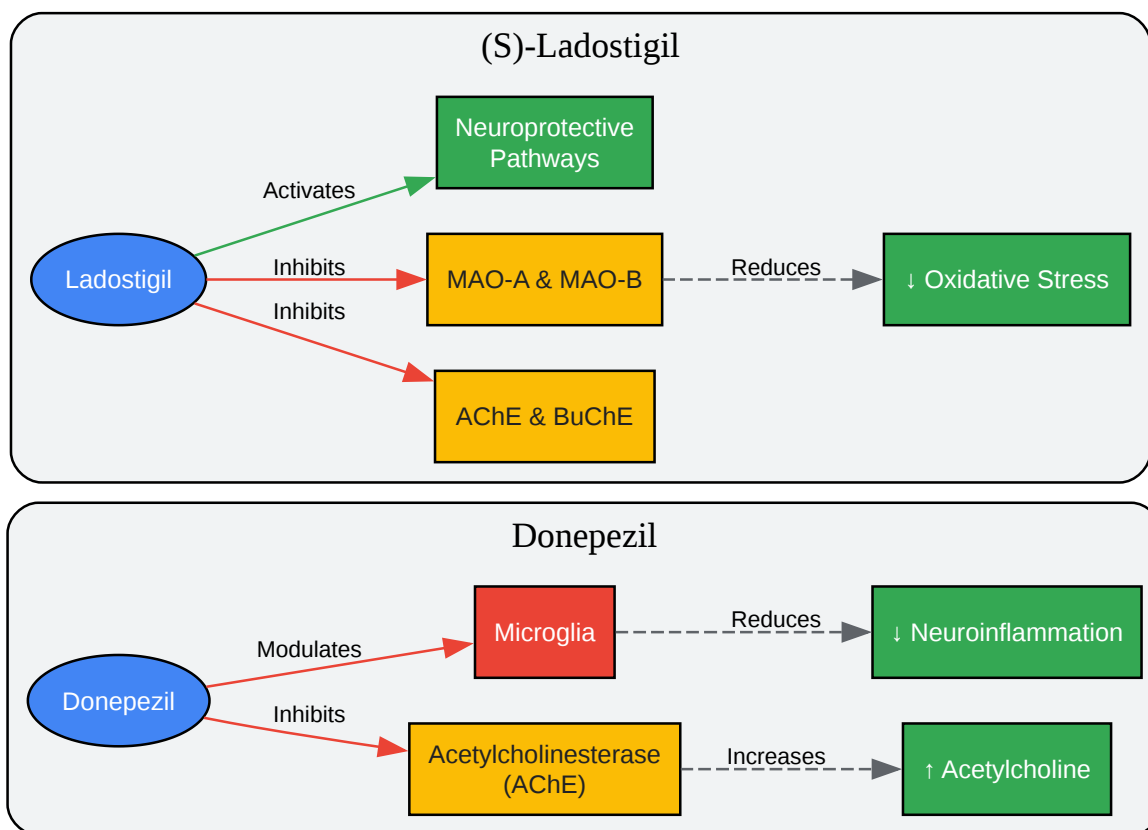 (S)-Ladostigil
Neuroprotective
Pathways
Activates
Ladostigil
Inhibits
MAO-A & MAO-B
Reduces
↓ Oxidative Stress
Inhibits
AChE & BuChE
Donepezil
Microglia
Reduces
↓ Neuroinflammation
Modulates
Donepezil
Inhibits
Acetylcholinesterase
(AChE)
Increases
↑ Acetylcholine